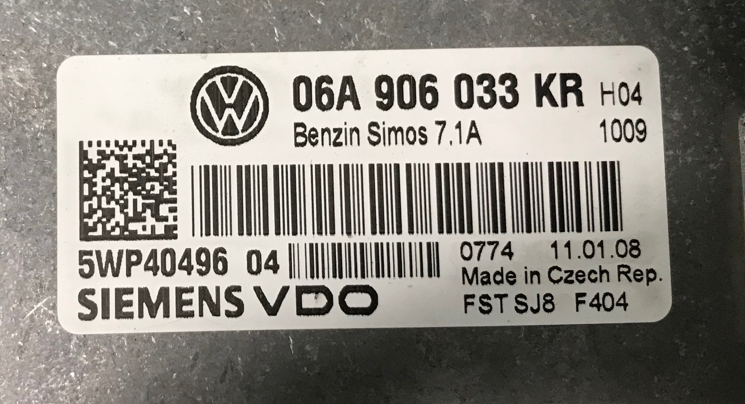 06A 906 033 KR H04
Benzin Simos 7.1A 1009
5WP40496 04
0774 11.01.08
Made in Czech Rep.
SIEMENS VDO
FST SJ8 F404